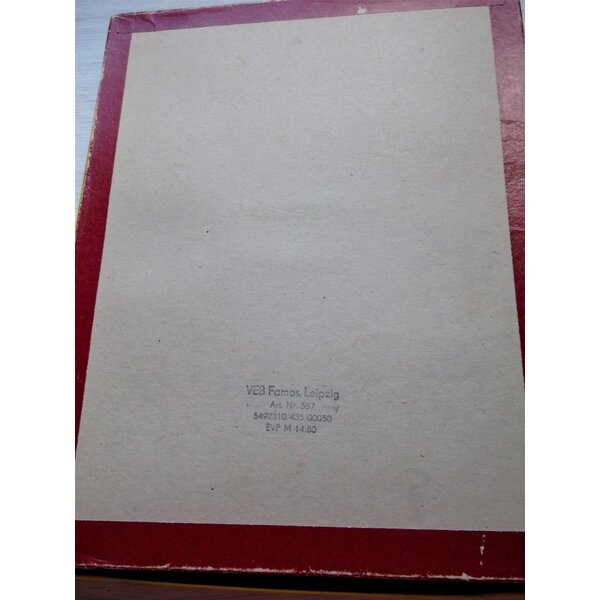 VEB Famos, Leipzig
Art. Nr. 567
5492310/435/00050
EVP M 14.80